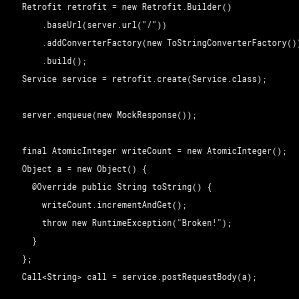 Retrofit retrofit = new Retrofit.Builder()
.baseUrl(server.url("/"))
.addConverterFactory(new ToStringConverterFactory()
.build();
Service service = retrofit.create(Service.class);
server.enqueue(new MockResponse());
final AtomicInteger writeCount = new AtomicInteger();
Object a = new Object() {
@Override public String toString() {
writeCount.incrementAndGet();
throw new RuntimeException("Broken!");
}
};
Call<String> call = service.postRequestBody(a);